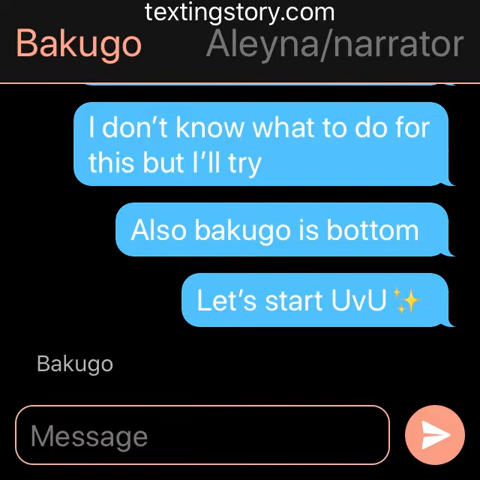 textingstory.com
Bakugo Aleyna/narrator
I don’t know what to do for
this but I’ll try
Also bakugo is bottom
Let’s start UvU✨
Bakugo
Message